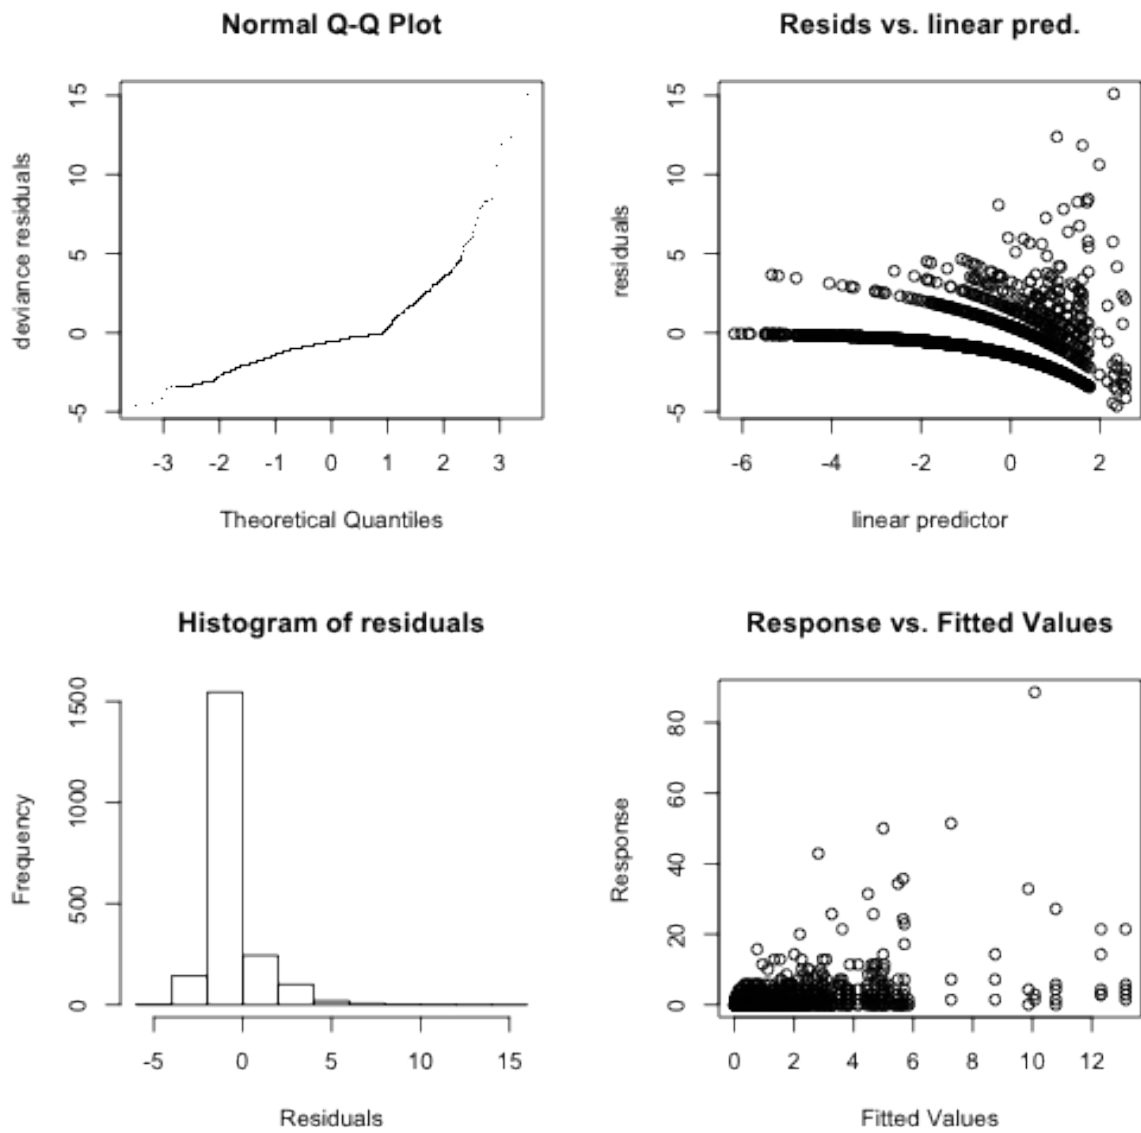 Normal Q-Q Plot
deviance residuals
15
10
5
0
-5
-3 -2 -1 0 1 2 3
Theoretical Quantiles
Resids vs. linear pred.
residuals
15
10
5
0
-5
-6 -4 -2 0 2
linear predictor
Histogram of residuals
Frequency
1500
1000
500
0
-5 0 5 10 15
Residuals
Response vs. Fitted Values
Response
80
60
40
20
0
0 2 4 6 8 10 12
Fitted Values